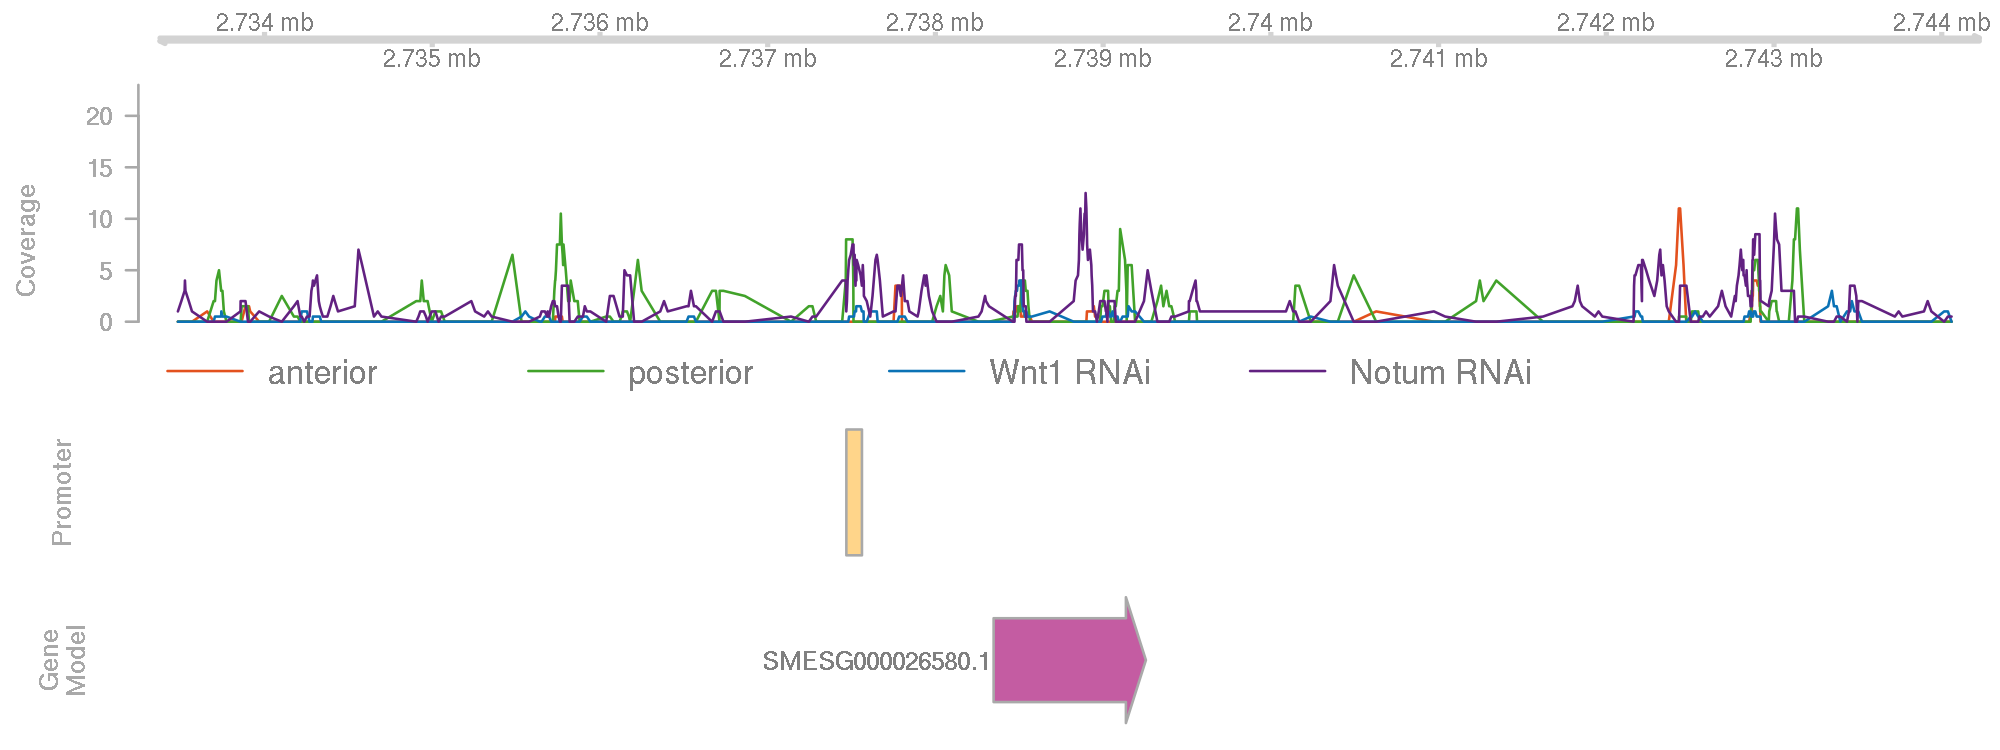 2.734 mb 2.736 mb 2.738 mb 2.74 mb 2.742 mb 2.744 mb
2.735 mb 2.737 mb 2.739 mb 2.741 mb 2.743 mb
Coverage
20
15
10
5
0
anterior posterior Wnt1 RNAi Notum RNAi
Promoter
Gene
Model
SMESG000026580.1